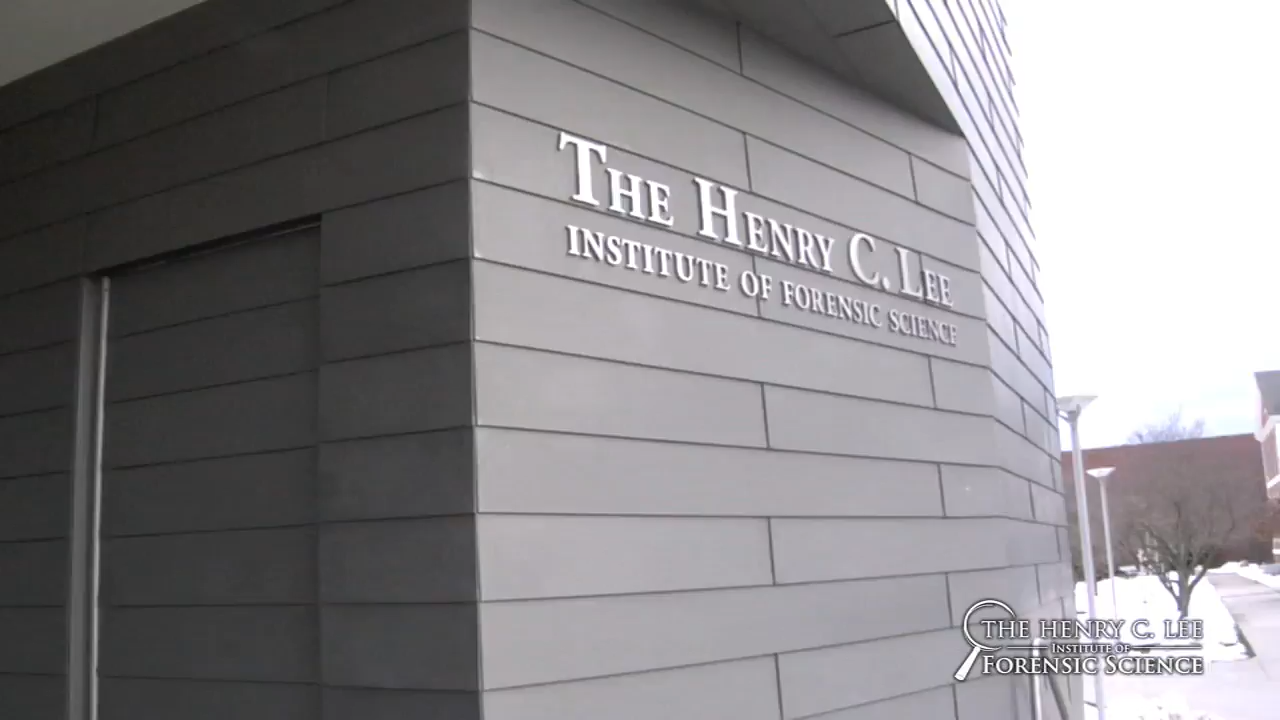 THE HENRY C. LEE
INSTITUTE OF FORENSIC SCIENCE
THE HENRY C. LEE
INSTITUTE OF
FORENSIC SCIENCE